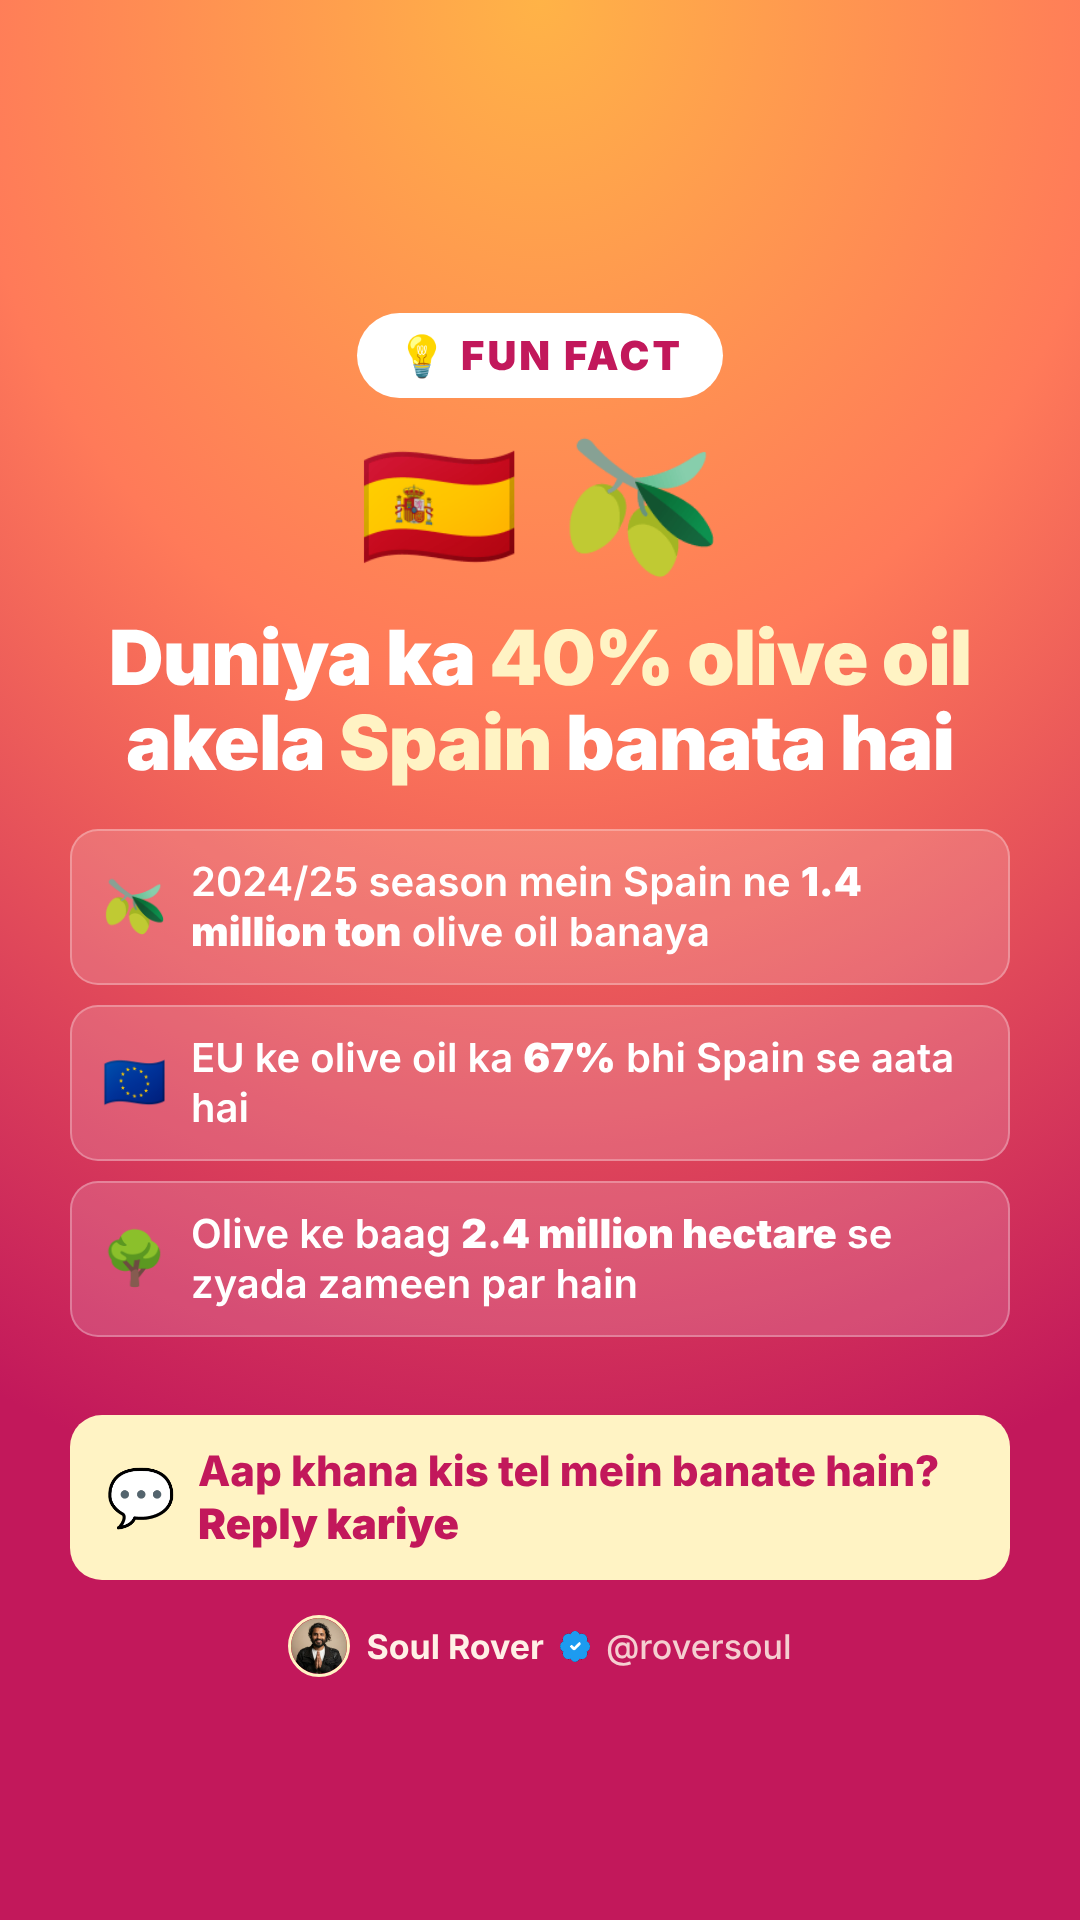 💡 FUN FACT
Duniya ka 40% olive oil
akela Spain banata hai
2024/25 season mein Spain ne 1.4
million ton olive oil banaya
EU ke olive oil ka 67% bhi Spain se aata
hai
Olive ke baag 2.4 million hectare se
zyada zameen par hain
Aap khana kis tel mein banate hain?
Reply kariye
Soul Rover @roversoul